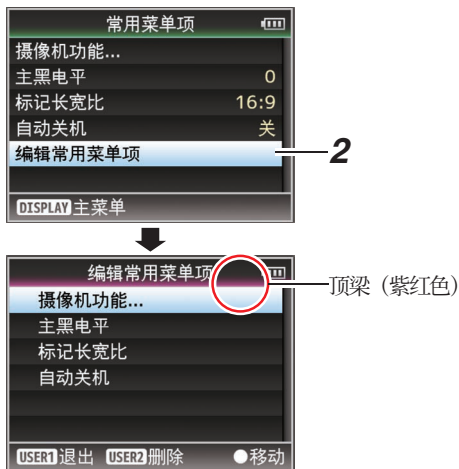 常用菜单项
摄像机功能...
主黑电平 0
标记长宽比 16:9
自动关机 关
编辑常用菜单项
2
DISPLAY 主菜单
编辑常用菜单项
顶梁（紫红色）
摄像机功能...
主黑电平
标记长宽比
自动关机
USER1 退出 USER2 删除 ●移动